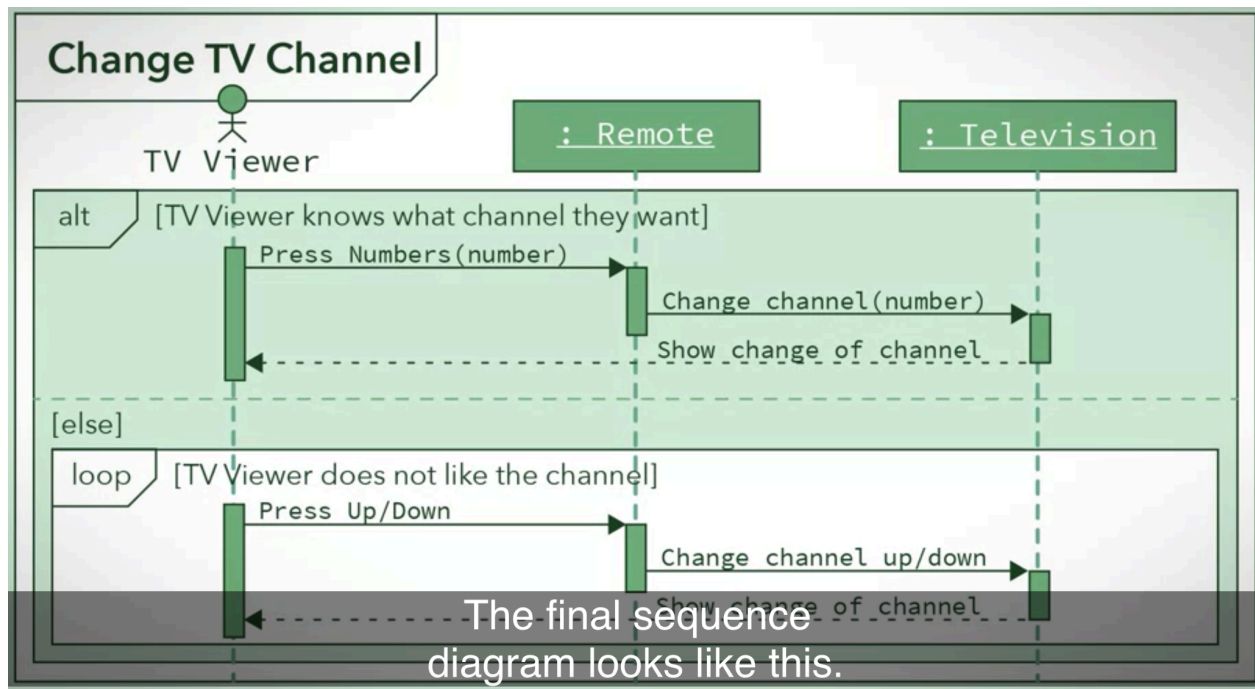 Change TV Channel
TV Viewer
: Remote
: Television
alt
[TV Viewer knows what channel they want]
Press Numbers(number)
Change channel(number)
Show change of channel
[else]
loop
[TV Viewer does not like the channel]
Press Up/Down
Change channel up/down
Show change of channel
The final sequence
diagram looks like this.